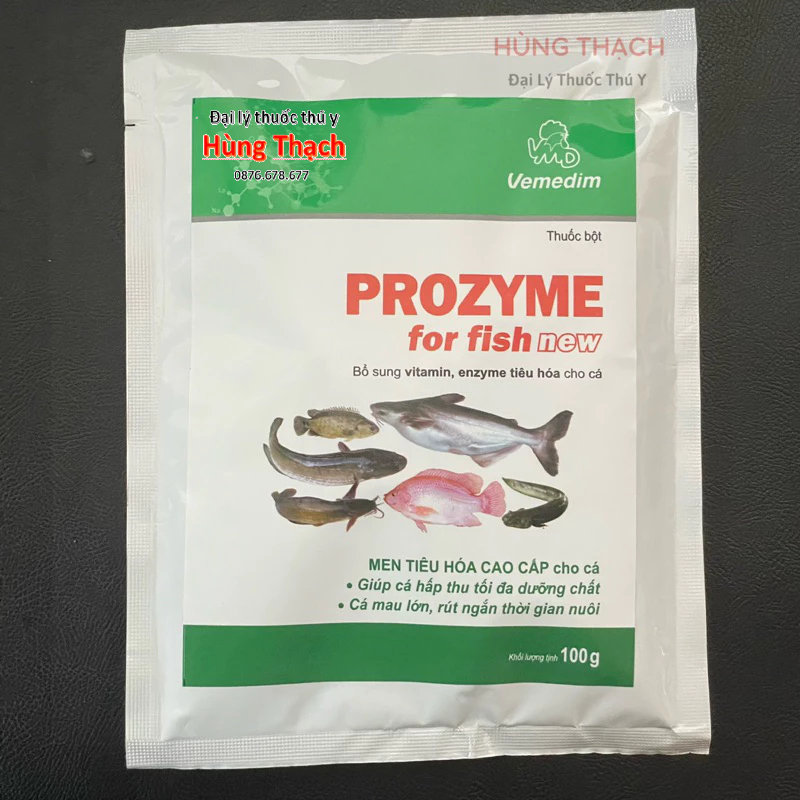 HÙNG THẠCH
Đại Lý Thuốc Thú Y
Đại lý thuốc thú y
Hùng Thạch
0876.678.677
VMD
Vemedim
Thuốc bột
PROZYME
for fish new
Bổ sung vitamin, enzyme tiêu hóa cho cá
MEN TIÊU HÓA CAO CẤP cho cá
• Giúp cá hấp thu tối đa dưỡng chất
• Cá mau lớn, rút ngắn thời gian nuôi
Khối lượng tịnh 100g